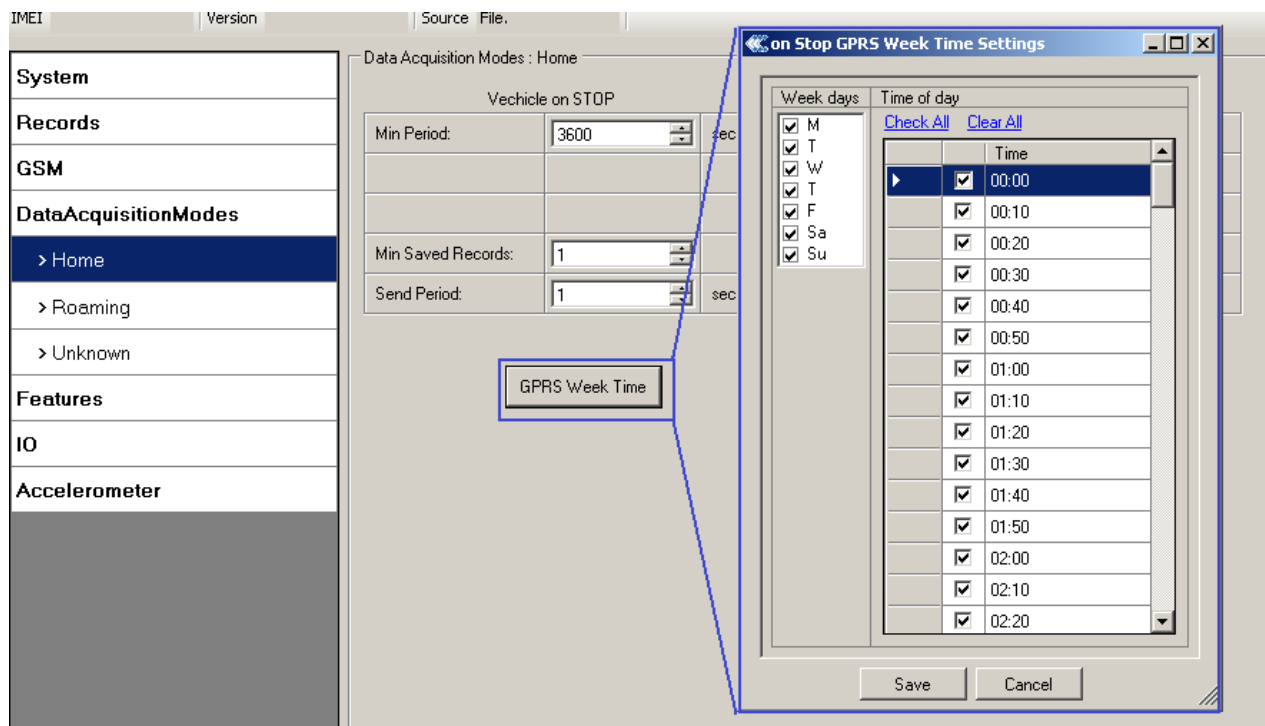 IMEI Version Source File.
System
Records
GSM
DataAcquisitionModes
> Home
> Roaming
> Unknown
Features
IO
Accelerometer
Data Acquisition Modes : Home
Vechicle on STOP
Min Period: 3600 sec
Min Saved Records: 1
Send Period: 1 sec
GPRS Week Time
on Stop GPRS Week Time Settings
Week days
M
T
W
T
F
Sa
Su
Time of day
Check All Clear All
Time
00:00
00:10
00:20
00:30
00:40
00:50
01:00
01:10
01:20
01:30
01:40
01:50
02:00
02:10
02:20
Save Cancel